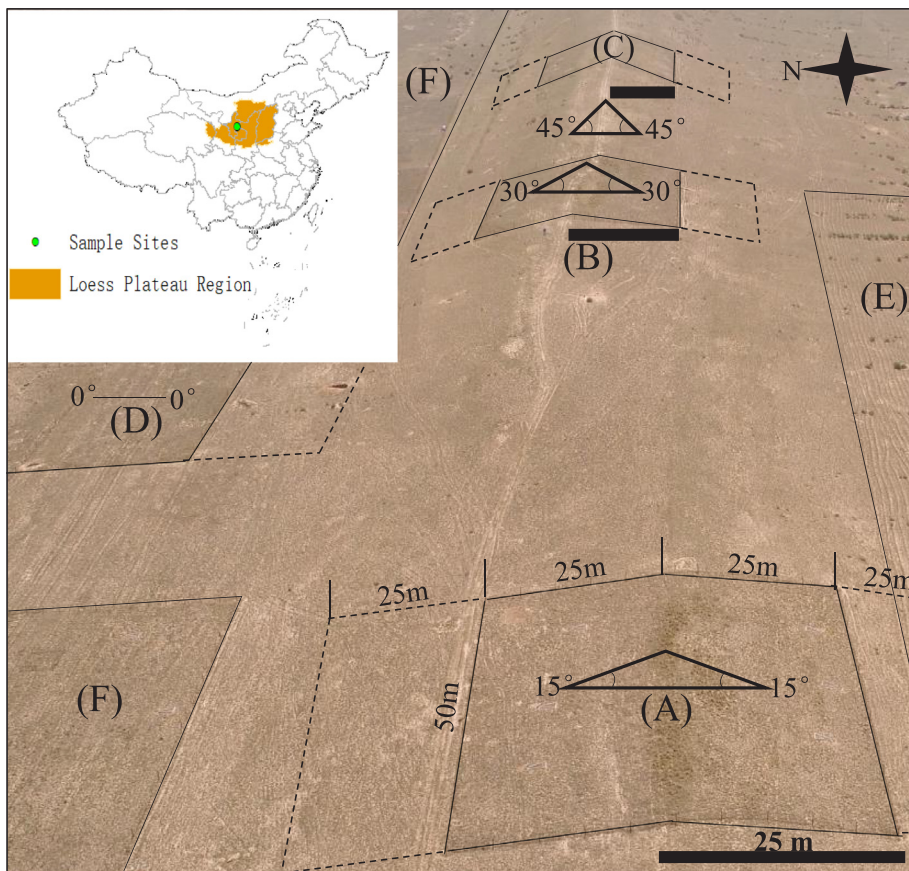 (C)
(F)
N
45° 45°
Sample Sites
Loess Plateau Region
30° 30°
(B)
(E)
0° 0°
(D)
25m 25m 25m 25m
(F)
50m
15° 15°
(A)
25 m